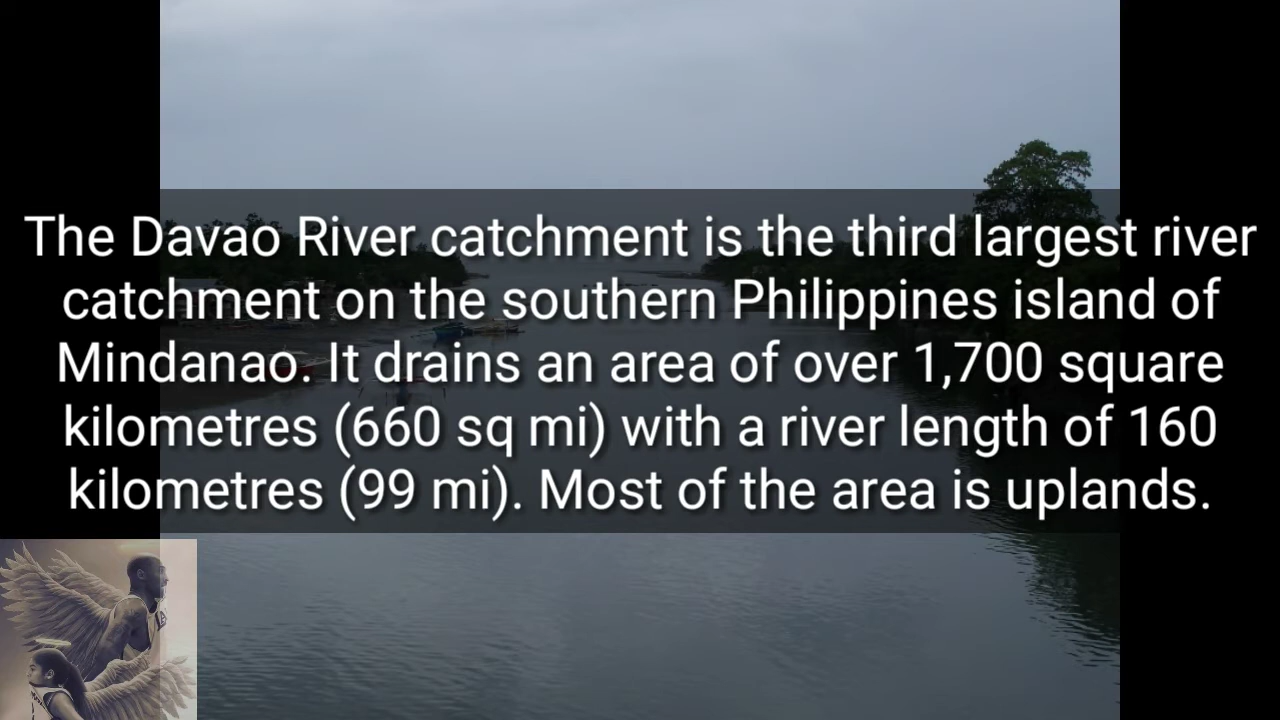 The Davao River catchment is the third largest river
catchment on the southern Philippines island of
Mindanao. It drains an area of over 1,700 square
kilometres (660 sq mi) with a river length of 160
kilometres (99 mi). Most of the area is uplands.